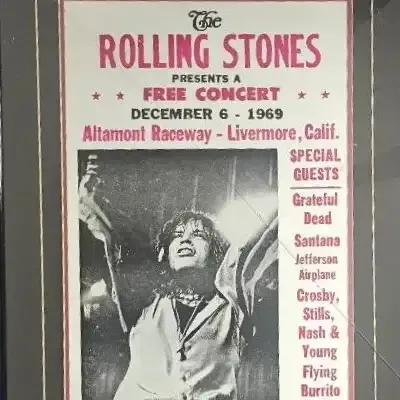 The
ROLLING STONES
PRESENTS A
★ ★ FREE CONCERT ★ ★
DECEMBER 6 - 1969
Altamont Raceway - Livermore, Calif.
SPECIAL
GUESTS
Grateful
Dead
Santana
Jefferson
Airplane
Crosby,
Stills,
Nash &
Young
Flying
Burrito